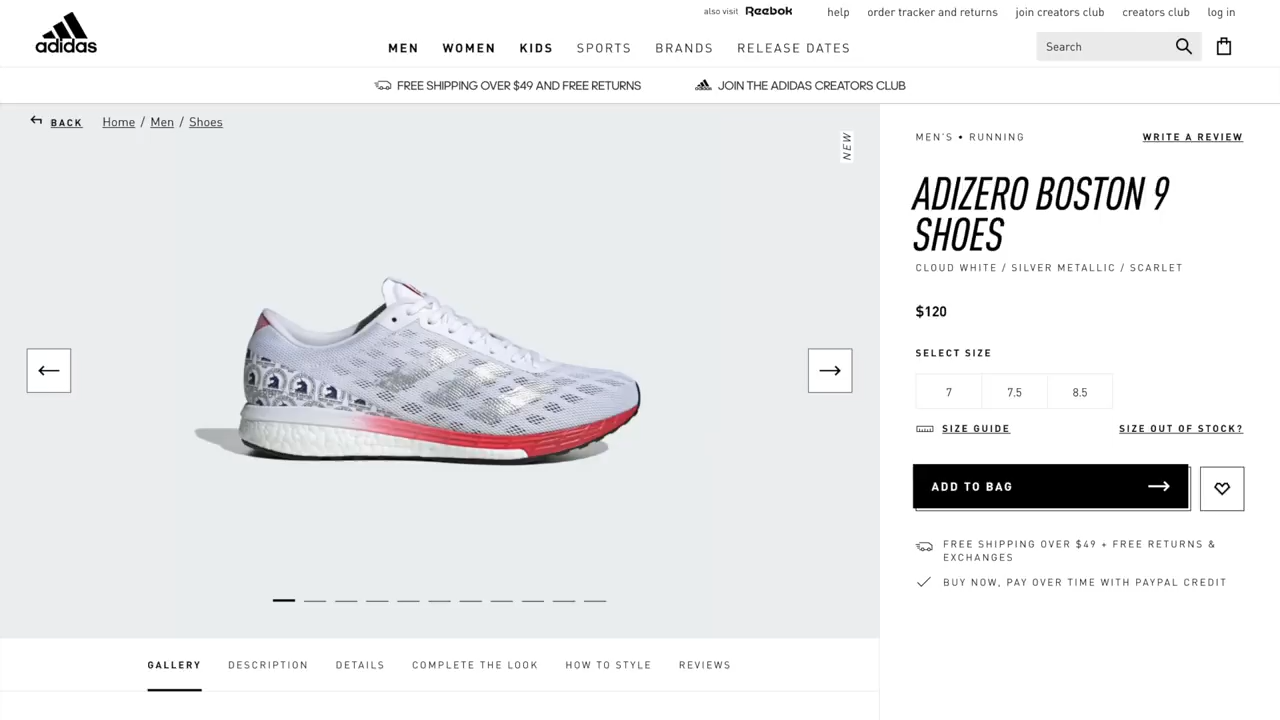 also visit Reebok
help
order tracker and returns
join creators club
creators club
log in
adidas
MEN
WOMEN
KIDS
SPORTS
BRANDS
RELEASE DATES
Search
FREE SHIPPING OVER $49 AND FREE RETURNS
JOIN THE ADIDAS CREATORS CLUB
BACK
Home / Men / Shoes
NEW
MEN'S • RUNNING
WRITE A REVIEW
ADIZERO BOSTON 9
SHOES
CLOUD WHITE / SILVER METALLIC / SCARLET
$120
SELECT SIZE
7
7.5
8.5
SIZE GUIDE
SIZE OUT OF STOCK?
ADD TO BAG
FREE SHIPPING OVER $49 + FREE RETURNS &
EXCHANGES
BUY NOW, PAY OVER TIME WITH PAYPAL CREDIT
GALLERY
DESCRIPTION
DETAILS
COMPLETE THE LOOK
HOW TO STYLE
REVIEWS